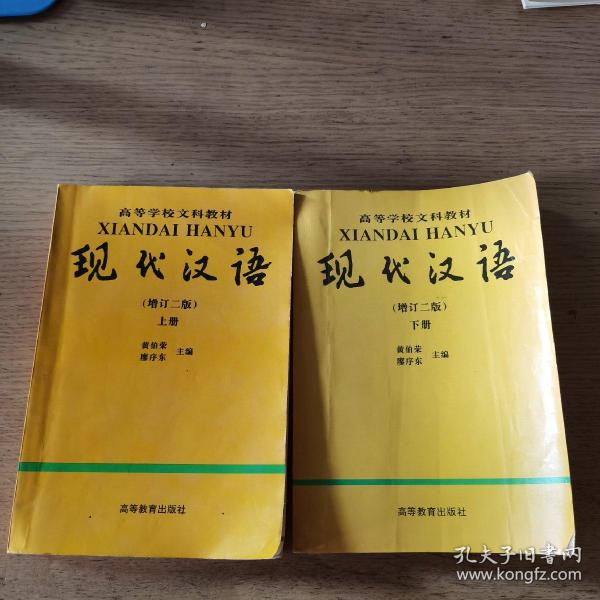 高等学校文科教材
XIANDAI HANYU
现代汉语
(增订二版)
上册
黄伯荣
廖序东
主编
高等教育出版社
高等学校文科教材
XIANDAI HANYU
现代汉语
(增订二版)
下册
黄伯荣
廖序东
主编
高等教育出版社
孔夫子旧书网
www.kongfz.com